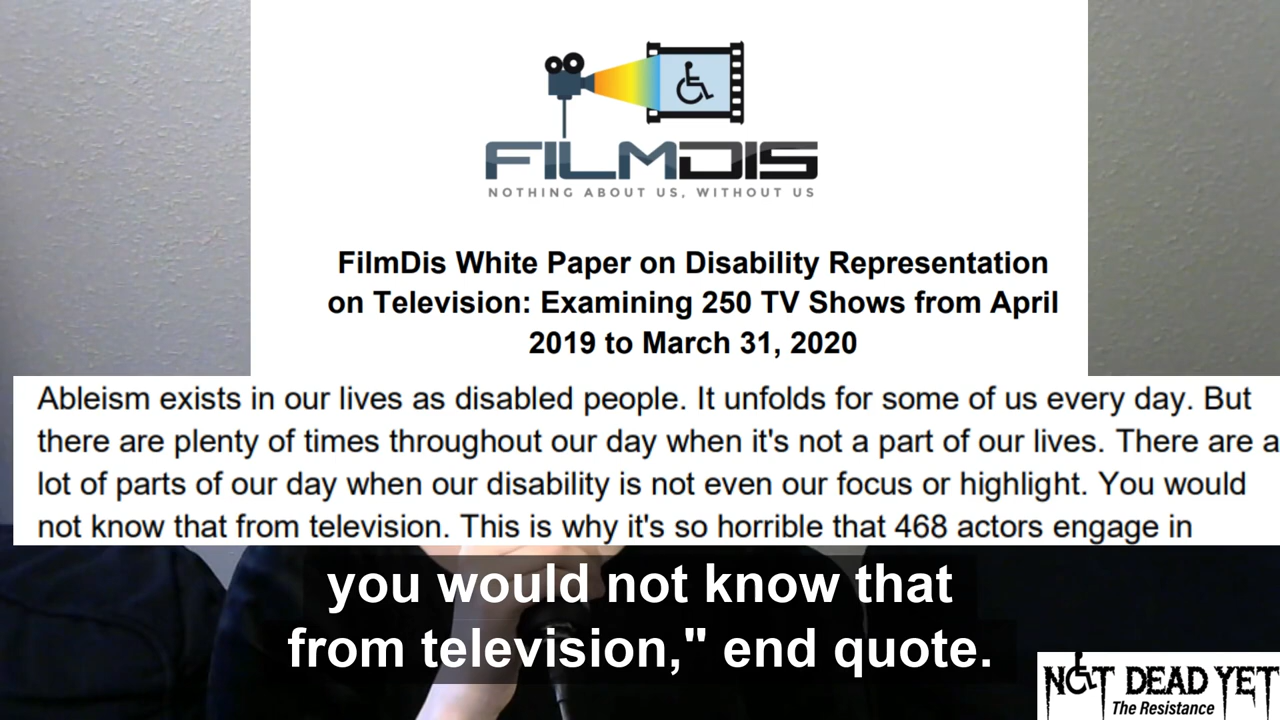 FILMDIS
NOTHING ABOUT US, WITHOUT US
FilmDis White Paper on Disability Representation
on Television: Examining 250 TV Shows from April
2019 to March 31, 2020
Ableism exists in our lives as disabled people. It unfolds for some of us every day. But
there are plenty of times throughout our day when it's not a part of our lives. There are a
lot of parts of our day when our disability is not even our focus or highlight. You would
not know that from television. This is why it's so horrible that 468 actors engage in
you would not know that
from television," end quote.
NOT DEAD YET
The Resistance